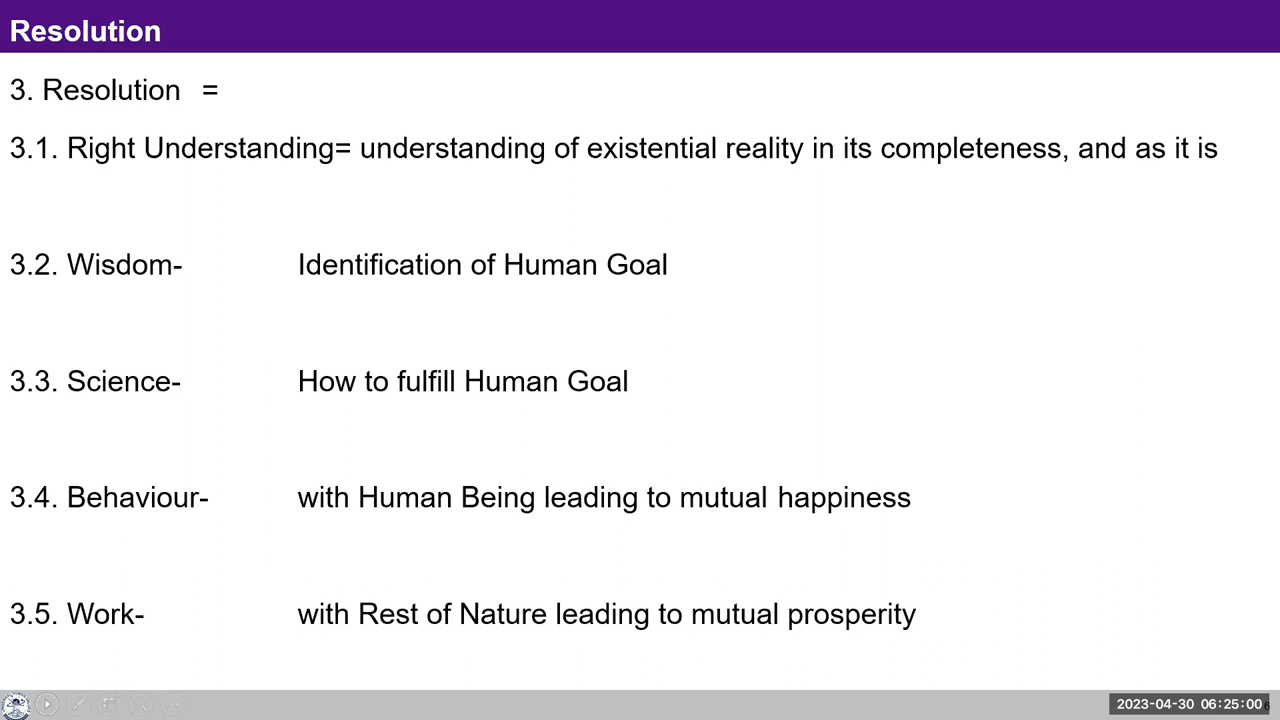 Resolution
3. Resolution =
3.1. Right Understanding= understanding of existential reality in its completeness, and as it is
3.2. Wisdom- Identification of Human Goal
3.3. Science- How to fulfill Human Goal
3.4. Behaviour- with Human Being leading to mutual happiness
3.5. Work- with Rest of Nature leading to mutual prosperity
2023-04-30 06:25:00
6